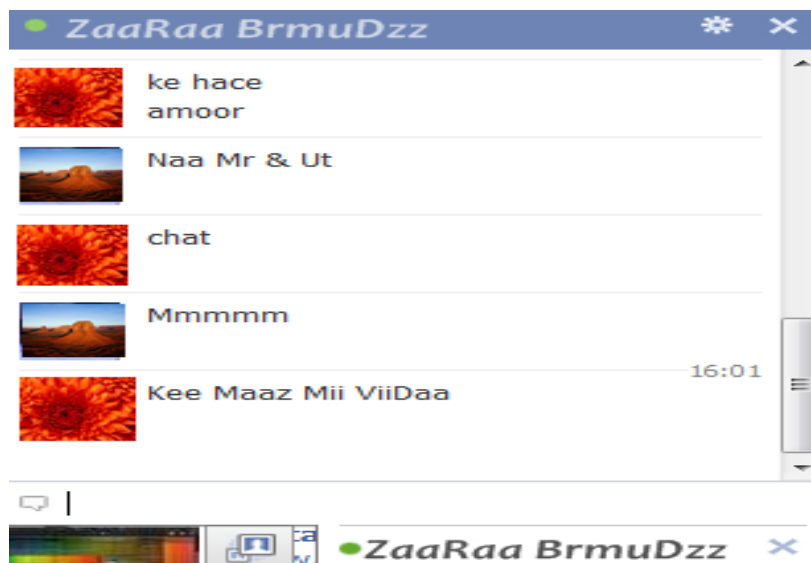 ZaaRaa BrmuDzz
ke hace
amoor
Naa Mr & Ut
chat
Mmmmm
16:01
Kee Maaz Mii ViiDaa
ZaaRaa BrmuDzz